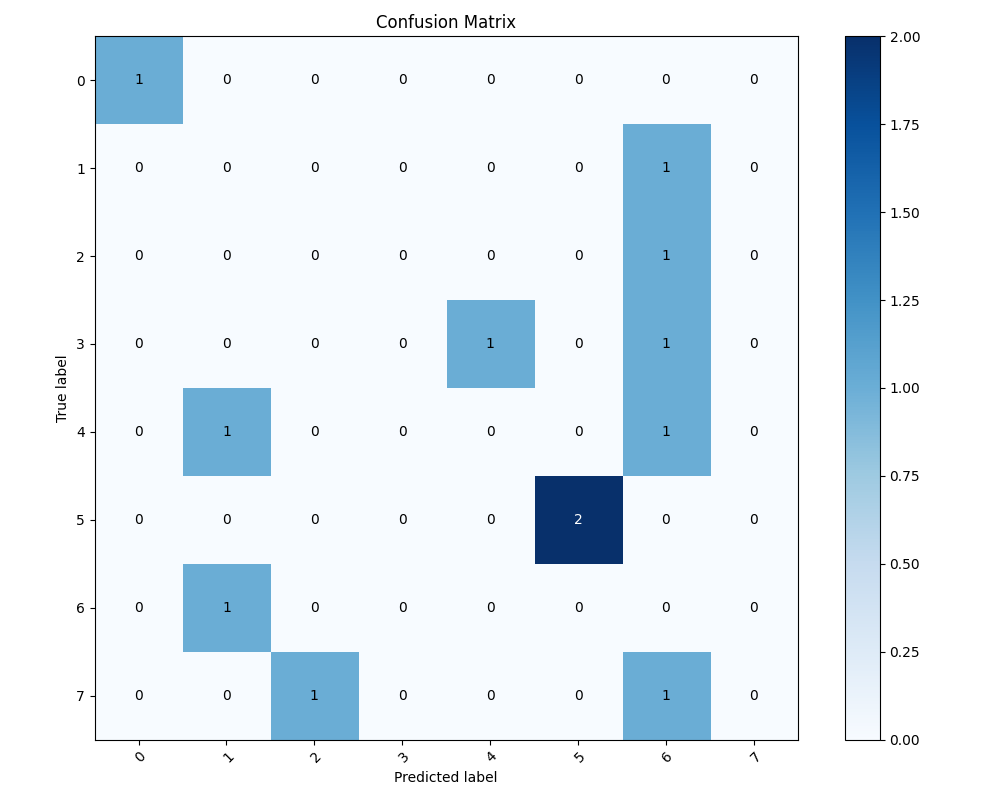 Confusion Matrix
0 1 0 0 0 0 0 0 0
1 0 0 0 0 0 0 1 0
2 0 0 0 0 0 0 1 0
3 0 0 0 0 1 0 1 0
4 0 1 0 0 0 0 1 0
5 0 0 0 0 0 2 0 0
6 0 1 0 0 0 0 0 0
7 0 0 1 0 0 0 1 0
0 1 2 3 4 5 6 7
True label
Predicted label
2.00
1.75
1.50
1.25
1.00
0.75
0.50
0.25
0.00